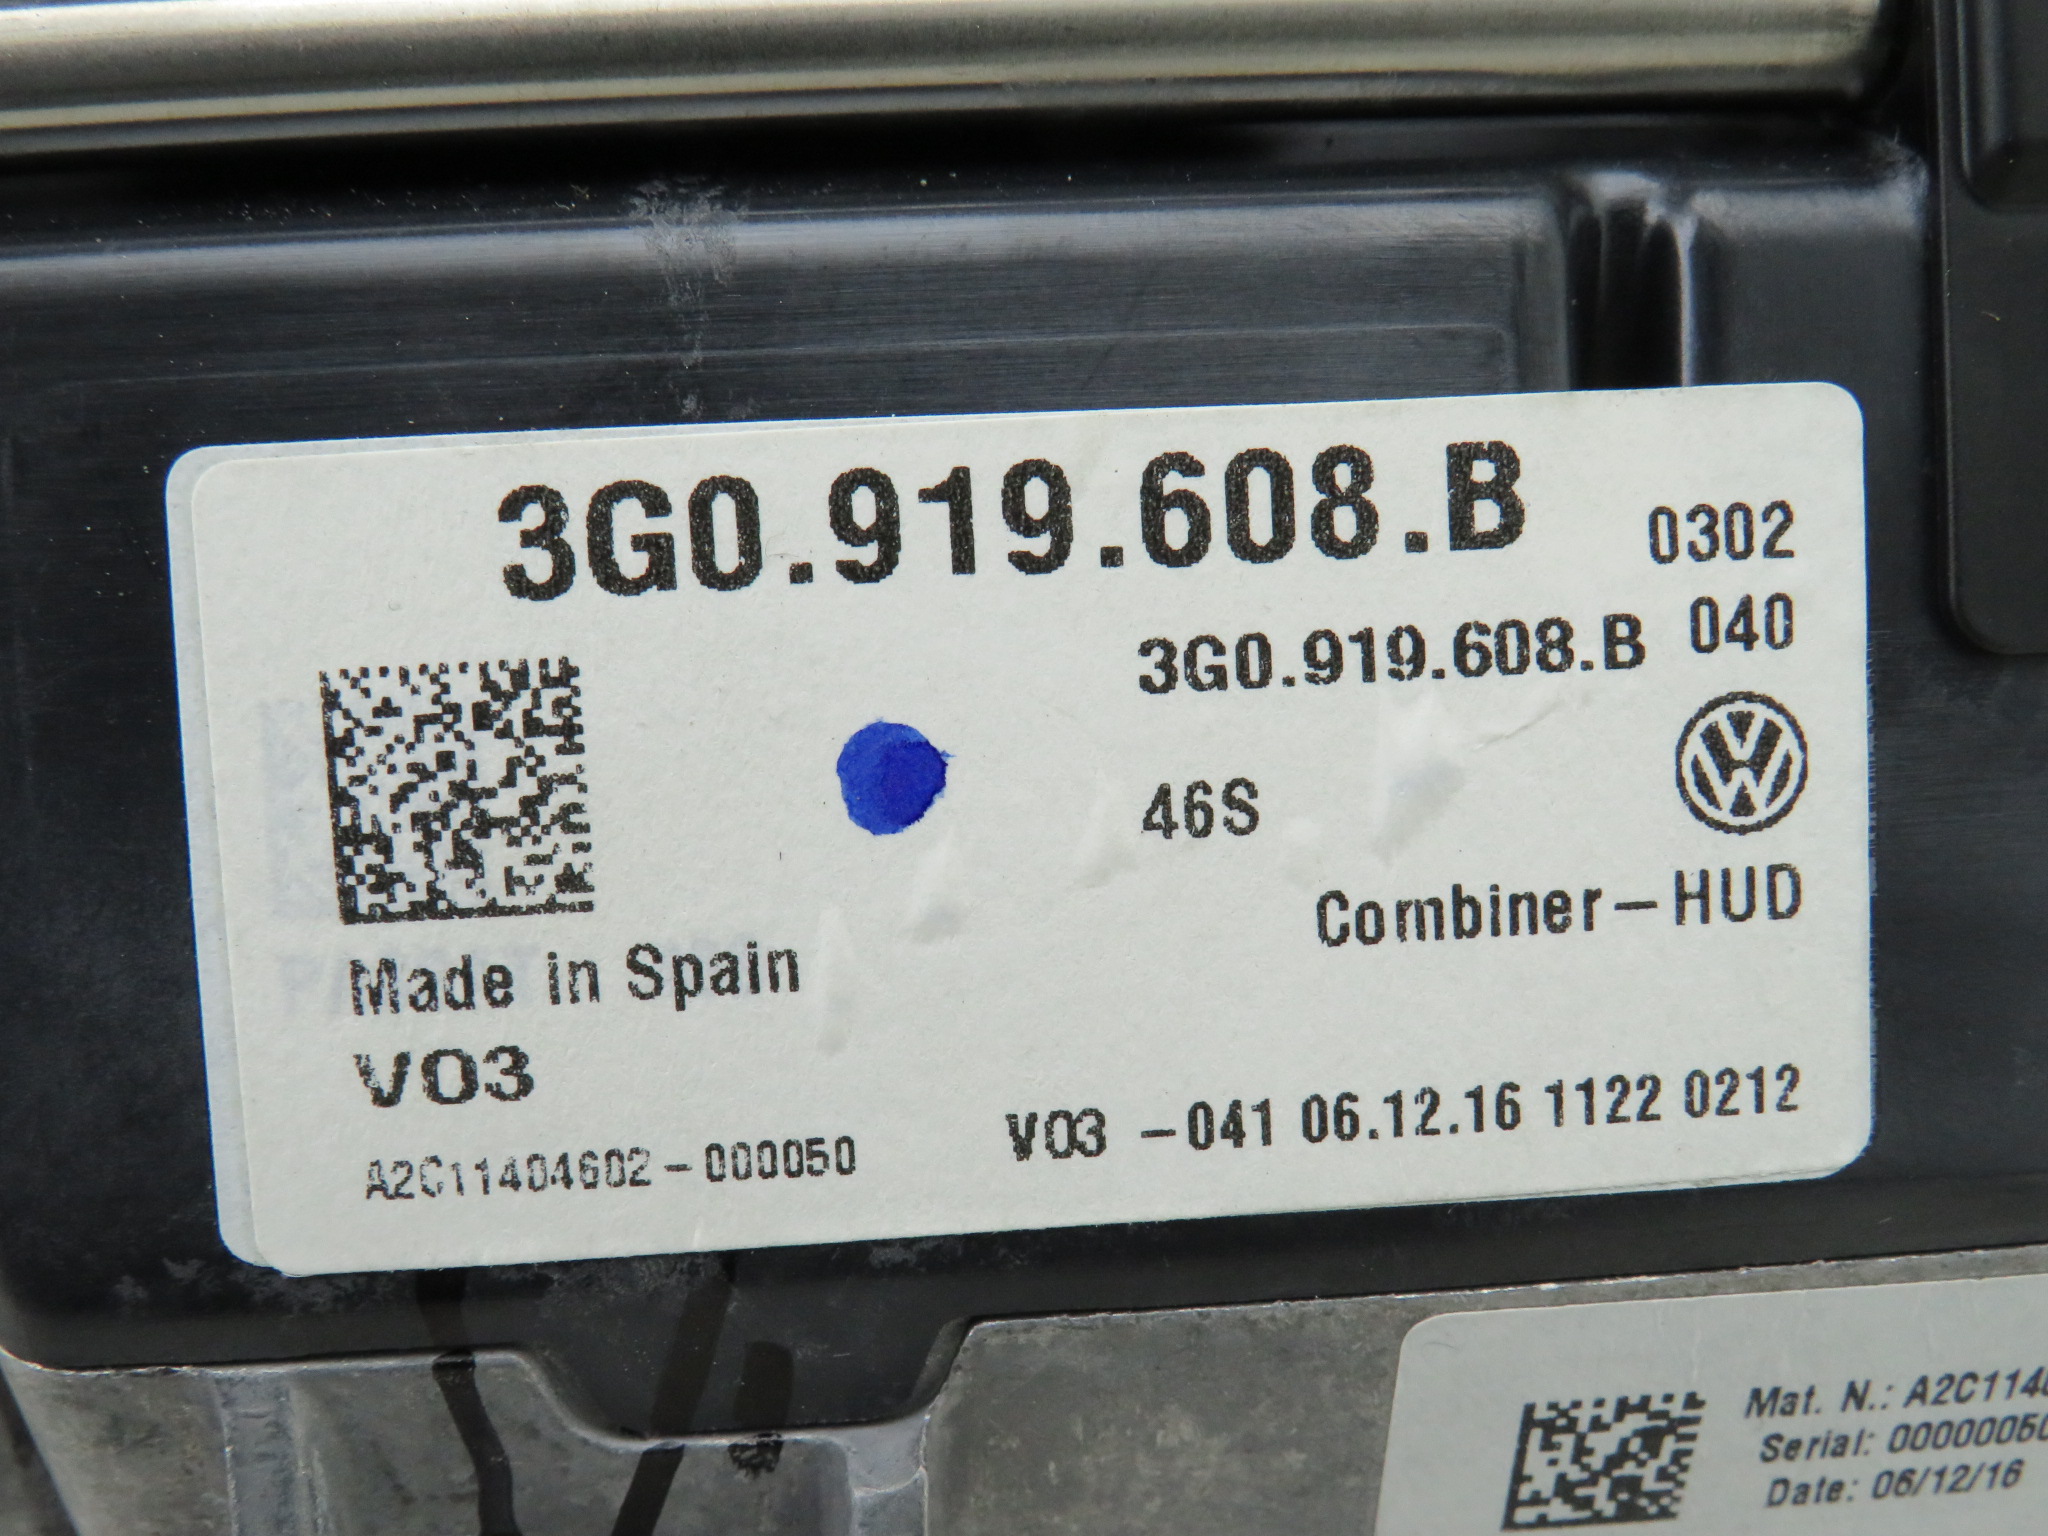 3G0.919.608.B
0302
3G0.919.608.B
040
46S
Combiner-HUD
Made in Spain
V03
V03 -041 06.12.16 1122 0212
A2C11404602-000050
Mat. N.: A2C114
Serial: 0000005
Date: 06/12/16